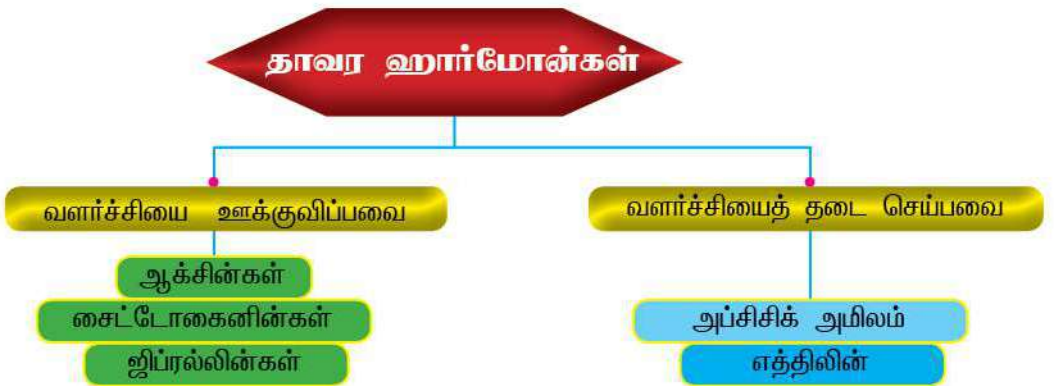 தாவர ஹார்மோன்கள்
வளர்ச்சியை ஊக்குவிப்பவை
ஆக்சின்கள்
சைட்டோகைனின்கள்
ஜிப்ரல்லின்கள்
வளர்ச்சியைத் தடை செய்பவை
அப்சிசிக் அமிலம்
எத்திலின்